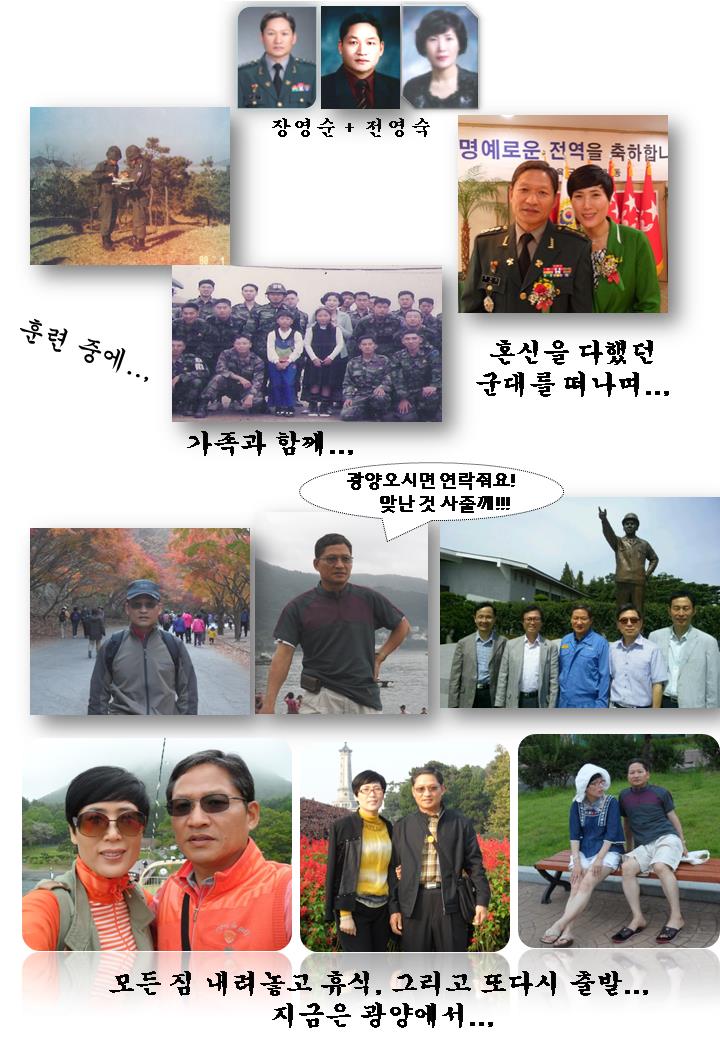 장영순 + 전영숙
명예로운 전역을 축하합니
훈련 중에..,
혼신을 다했던
군대를 떠나며..,
가족과 함께..,
광양오시면 연락줘요!
맞난 것 사줄께!!!
모든 짐 내려놓고 휴식, 그리고 또다시 출발..,
지금은 광양에서..,